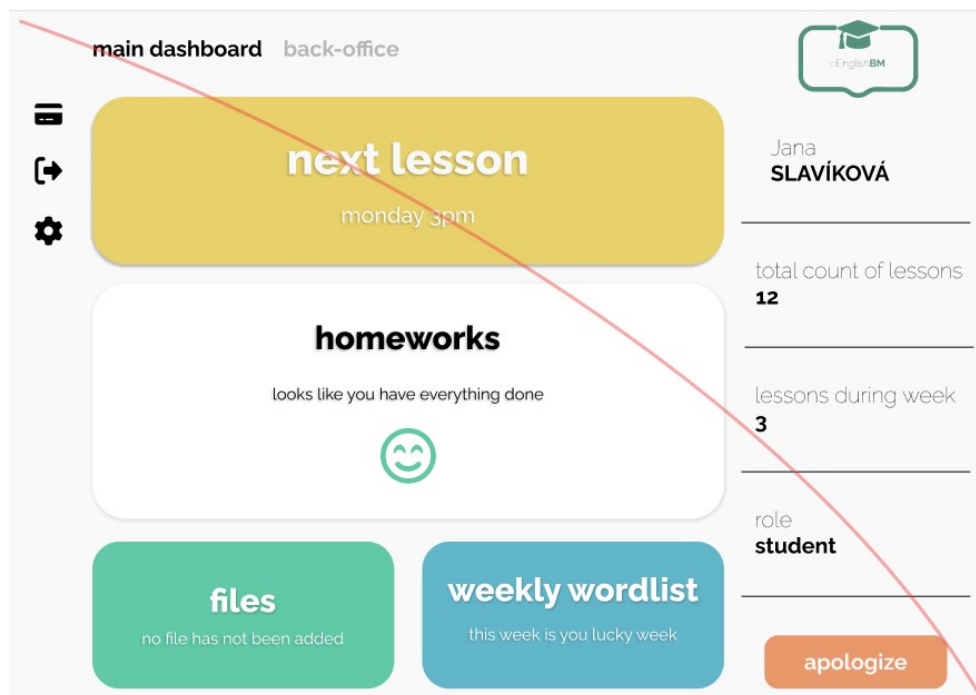 main dashboard back-office
eEnglishBM
next lesson
monday 3pm
Jana
SLAVÍKOVÁ
total count of lessons
12
homeworks
looks like you have everything done
lessons during week
3
role
student
files
no file has not been added
weekly wordlist
this week is you lucky week
apologize